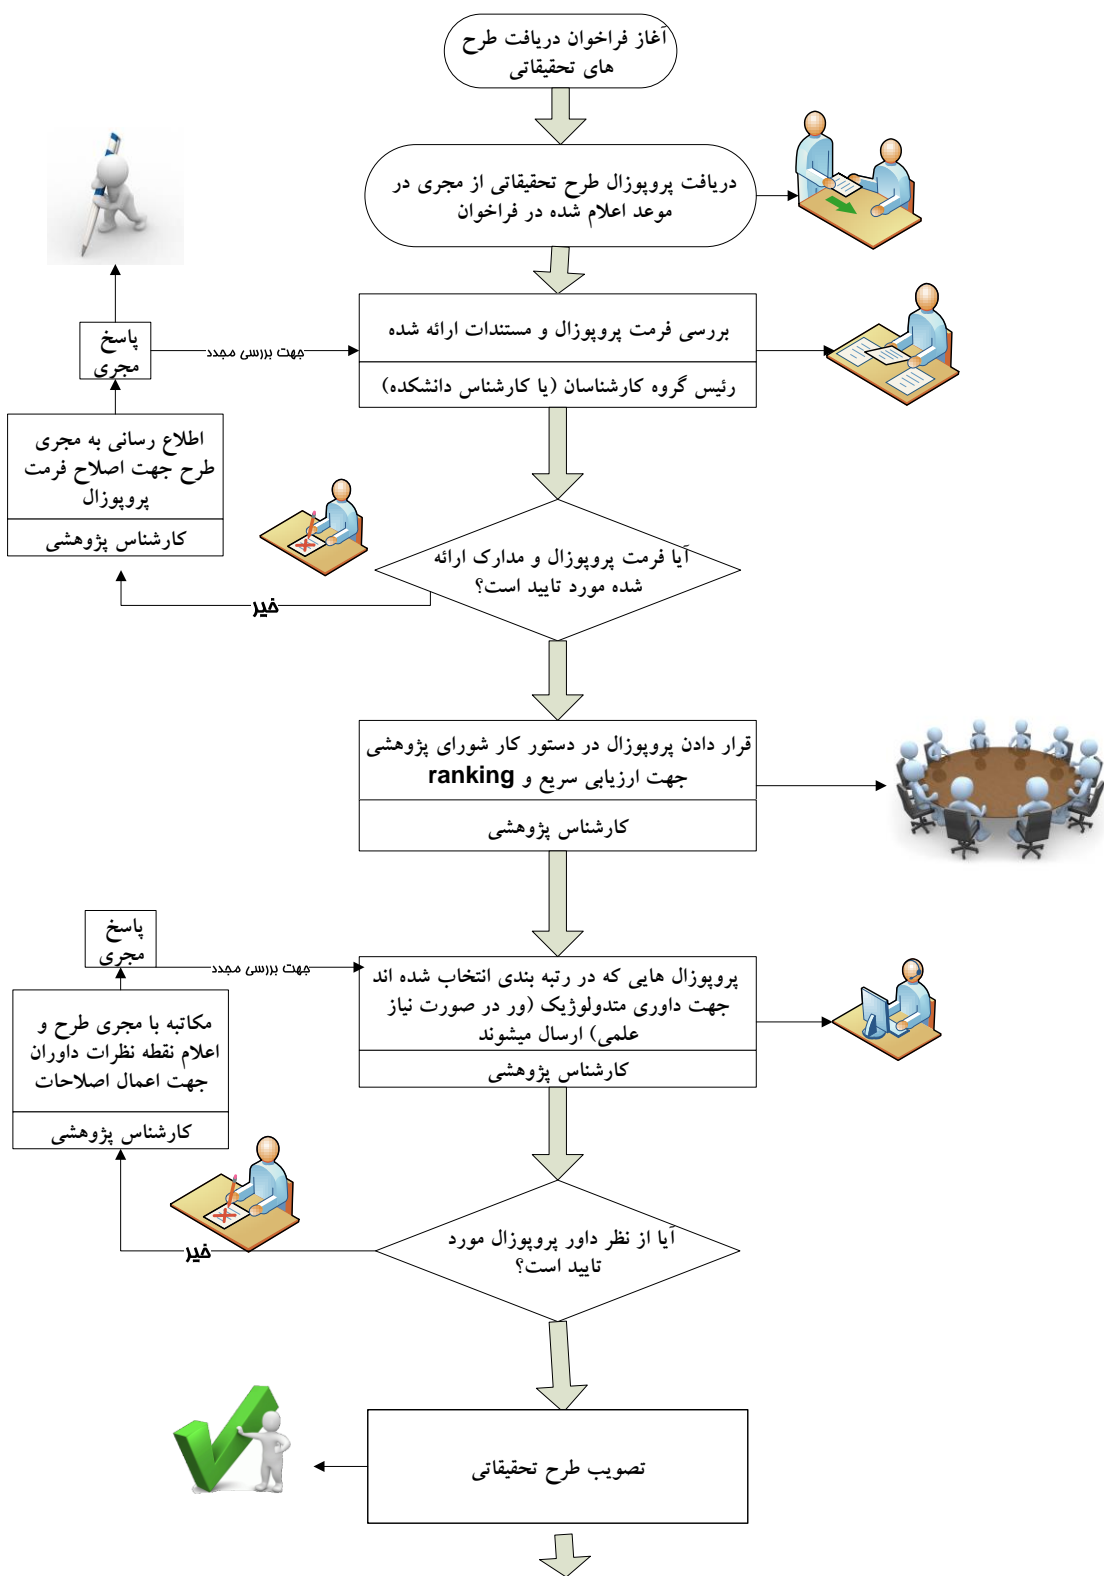 آغاز فراخوان دریافت طرح
های تحقیقاتی
دریافت پروپوزال طرح تحقیقاتی از مجری در
موعد اعلام شده در فراخوان
بررسی فرمت پروپوزال و مستندات ارائه شده
رئیس گروه کارشناسان (یا کارشناس دانشکده)
پاسخ
مجری
جهت بررسی مجدد
اطلاع رسانی به مجری
طرح جهت اصلاح فرمت
پروپوزال
کارشناس پژوهشی
آیا فرمت پروپوزال و مدارک ارائه
شده مورد تایید است؟
خیر
قرار دادن پروپوزال در دستور کار شورای پژوهشی
جهت ارزیابی سریع و ranking
کارشناس پژوهشی
پاسخ
مجری
جهت بررسی مجدد
پروپوزال هایی که در رتبه بندی انتخاب شده اند
جهت داوری متدولوژیک (ور در صورت نیاز
علمی) ارسال میشوند
کارشناس پژوهشی
مکاتبه با مجری طرح و
اعلام نقطه نظرات داوران
جهت اعمال اصلاحات
کارشناس پژوهشی
آیا از نظر داور پروپوزال مورد
تایید است؟
خیر
تصویب طرح تحقیقاتی